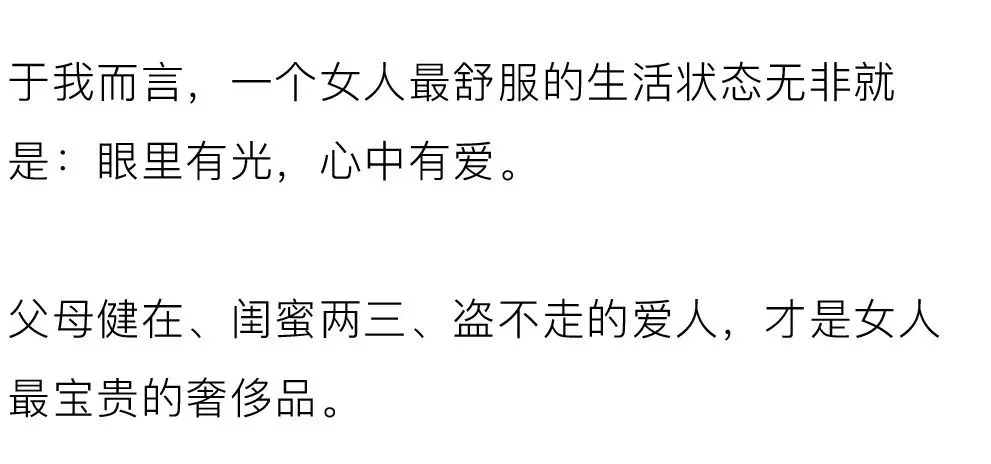 于我而言，一个女人最舒服的生活状态无非就
是：眼里有光，心中有爱。
父母健在、闺蜜两三、盗不走的爱人，才是女人
最宝贵的奢侈品。